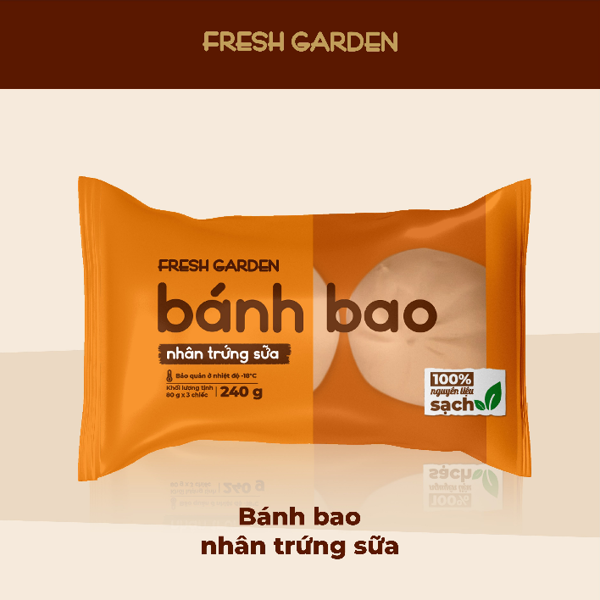 FRESH GARDEN
FRESH GARDEN
bánh bao
nhân trứng sữa
Bảo quản ở nhiệt độ -18°C
Khối lượng tịnh
80 g x 3 chiếc
240 g
100%
nguyên liệu
sạch
Bánh bao
nhân trứng sữa